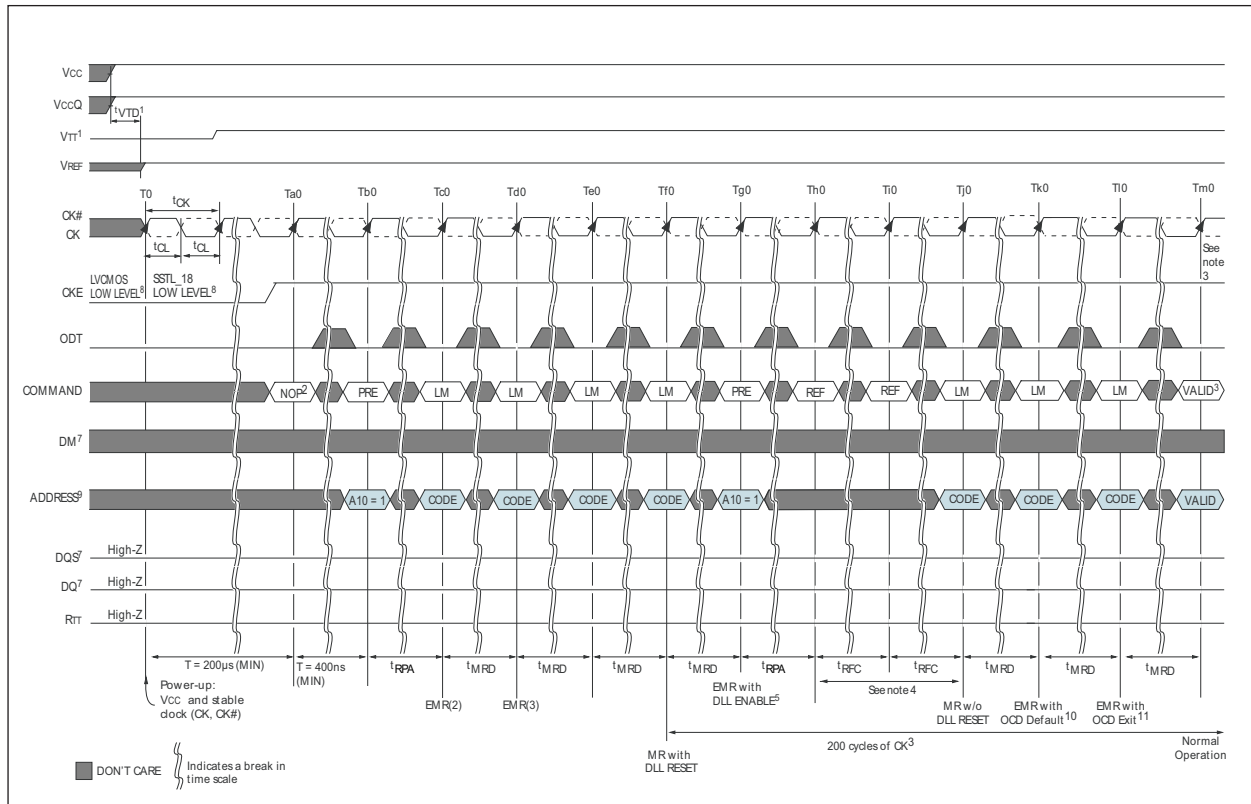 VCC
VCCQ
tVTD1
VTT1
VREF
T0 Ta0 Tb0 Tc0 Td0 Te0 Tf0 Tg0 Th0 Ti0 Tj0 Tk0 Tl0 Tm0
tCK
CK#
CK
tCL tCL
See
note
3
LVCMOS SSTL_18
CKE LOW LEVEL8 LOW LEVEL8
ODT
COMMAND NOP2 PRE LM LM LM LM PRE REF REF LM LM LM VALID3
DM7
ADDRESS9 A10 = 1 CODE CODE CODE CODE A10 = 1 CODE CODE CODE VALID
DQS7 High-Z
DQ7 High-Z
RTT High-Z
T = 200µs (MIN) T = 400ns (MIN) tRPA tMRD tMRD tMRD tMRD tRPA tRFC tRFC tMRD tMRD tMRD
Power-up:
VCC and stable
clock (CK, CK#)
EMR(2) EMR(3)
EMR with
DLL ENABLE5
See note 4
MR w/o
DLL RESET
EMR with
OCD Default10
EMR with
OCD Exit11
MR with
DLL RESET
200 cycles of CK3
Normal
Operation
DON'T CARE
Indicates a break in
time scale